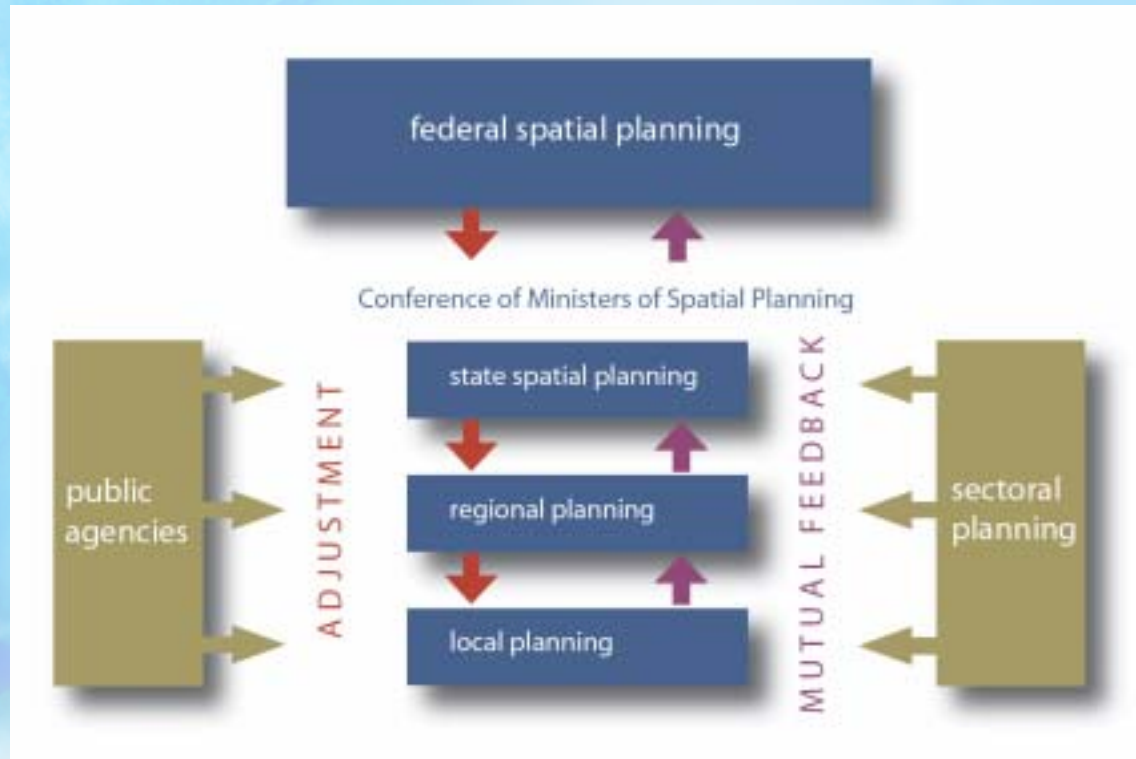 federal spatial planning
Conference of Ministers of Spatial Planning
public
agencies
ADJUSTMENT
state spatial planning
regional planning
local planning
MUTUAL FEEDBACK
sectoral
planning